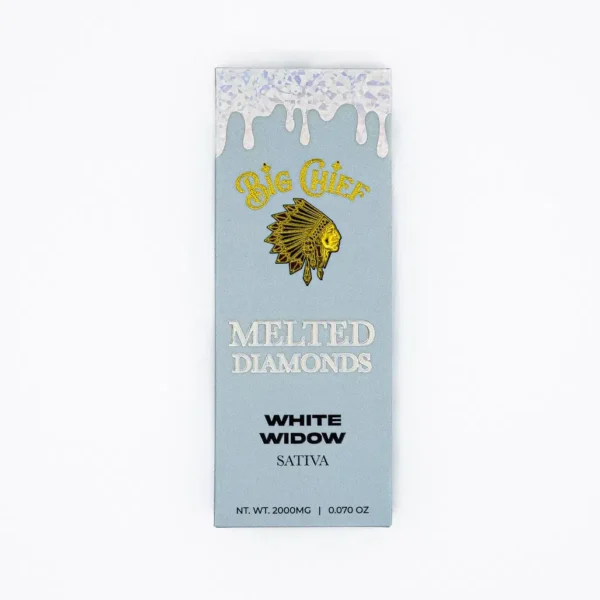 Big Chief
MELTED
DIAMONDS
WHITE
WIDOW
SATIVA
NT. WT. 2000MG | 0.070 OZ